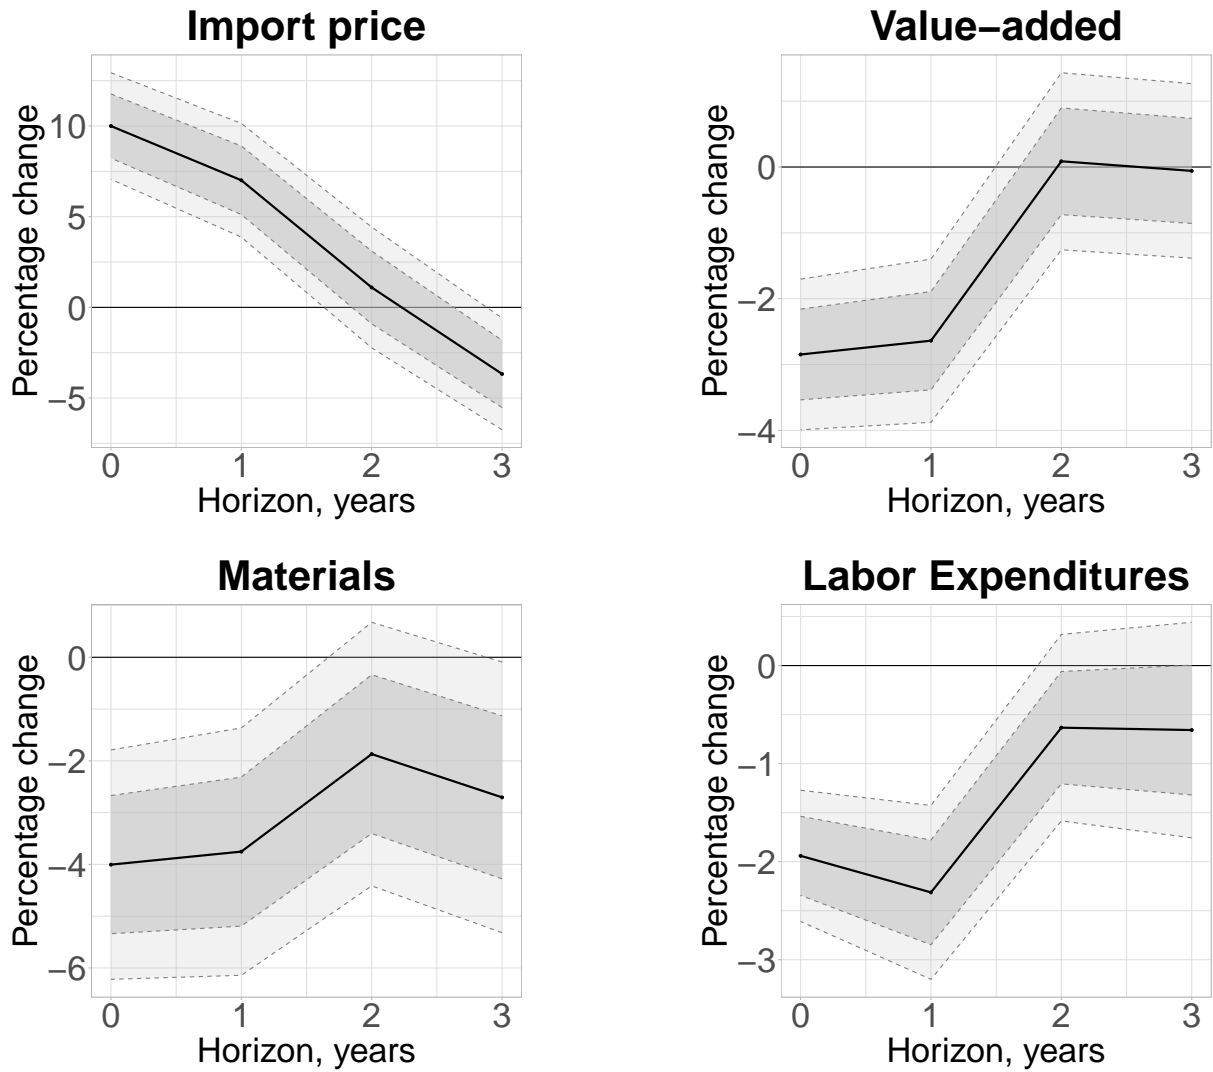 Import price
Percentage change
10
5
0
−5
0 1 2 3
Horizon, years
Value−added
Percentage change
0
−2
−4
0 1 2 3
Horizon, years
Materials
Percentage change
0
−2
−4
−6
0 1 2 3
Horizon, years
Labor Expenditures
Percentage change
0
−1
−2
−3
0 1 2 3
Horizon, years